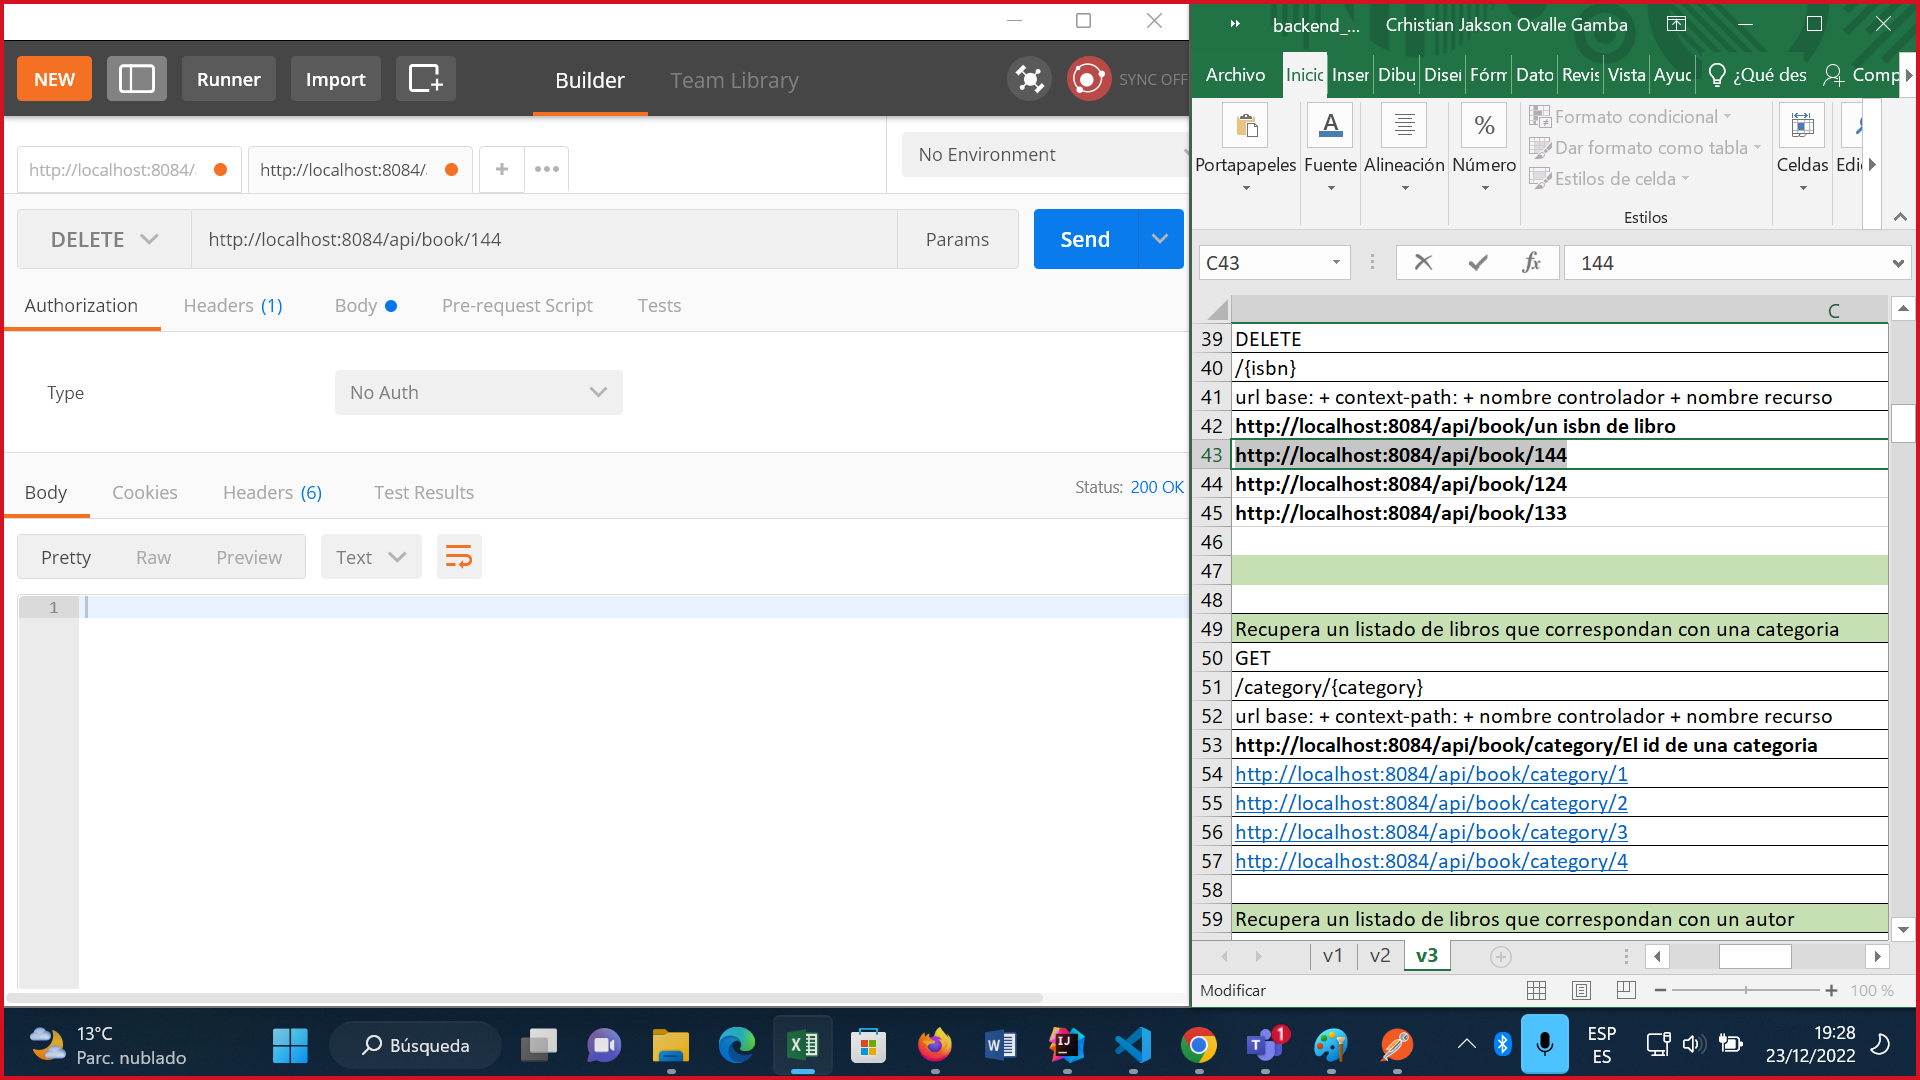 NEW
Runner
Import
Builder
Team Library
SYNC OFF
http://localhost:8084/
http://localhost:8084/
+
•••
No Environment
DELETE
http://localhost:8084/api/book/144
Params
Send
Authorization
Headers (1)
Body
Pre-request Script
Tests
Type
No Auth
Body
Cookies
Headers (6)
Test Results
Status: 200 OK
Pretty
Raw
Preview
Text
1
backend_...
Crhistian Jakson Ovalle Gamba
Archivo
Inicio
Inser
Dibu
Dise
Fórm
Dato
Revis
Vista
Ayuc
¿Qué des
Comp
Portapapeles
Fuente
Alineación
%
Número
Formato condicional
Dar formato como tabla
Estilos de celda
Estilos
Celdas
Edi
C43
fx
144
C
39 DELETE
40 /{isbn}
41 url base: + context-path: + nombre controlador + nombre recurso
42 http://localhost:8084/api/book/un isbn de libro
43 http://localhost:8084/api/book/144
44 http://localhost:8084/api/book/124
45 http://localhost:8084/api/book/133
46
47
48
49 Recupera un listado de libros que correspondan con una categoria
50 GET
51 /category/{category}
52 url base: + context-path: + nombre controlador + nombre recurso
53 http://localhost:8084/api/book/category/El id de una categoria
54 http://localhost:8084/api/book/category/1
55 http://localhost:8084/api/book/category/2
56 http://localhost:8084/api/book/category/3
57 http://localhost:8084/api/book/category/4
58
59 Recupera un listado de libros que correspondan con un autor
v1
v2
v3
Modificar
100 %
13°C
Parc. nublado
Búsqueda
1
ESP
ES
19:28
23/12/2022